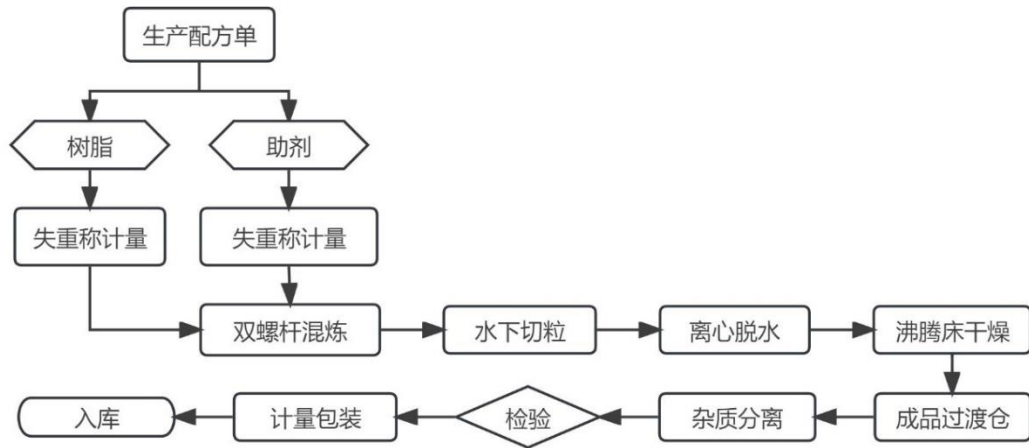 生产配方单
树脂
助剂
失重称计量
失重称计量
双螺杆混炼
水下切粒
离心脱水
沸腾床干燥
成品过渡仓
杂质分离
检验
计量包装
入库